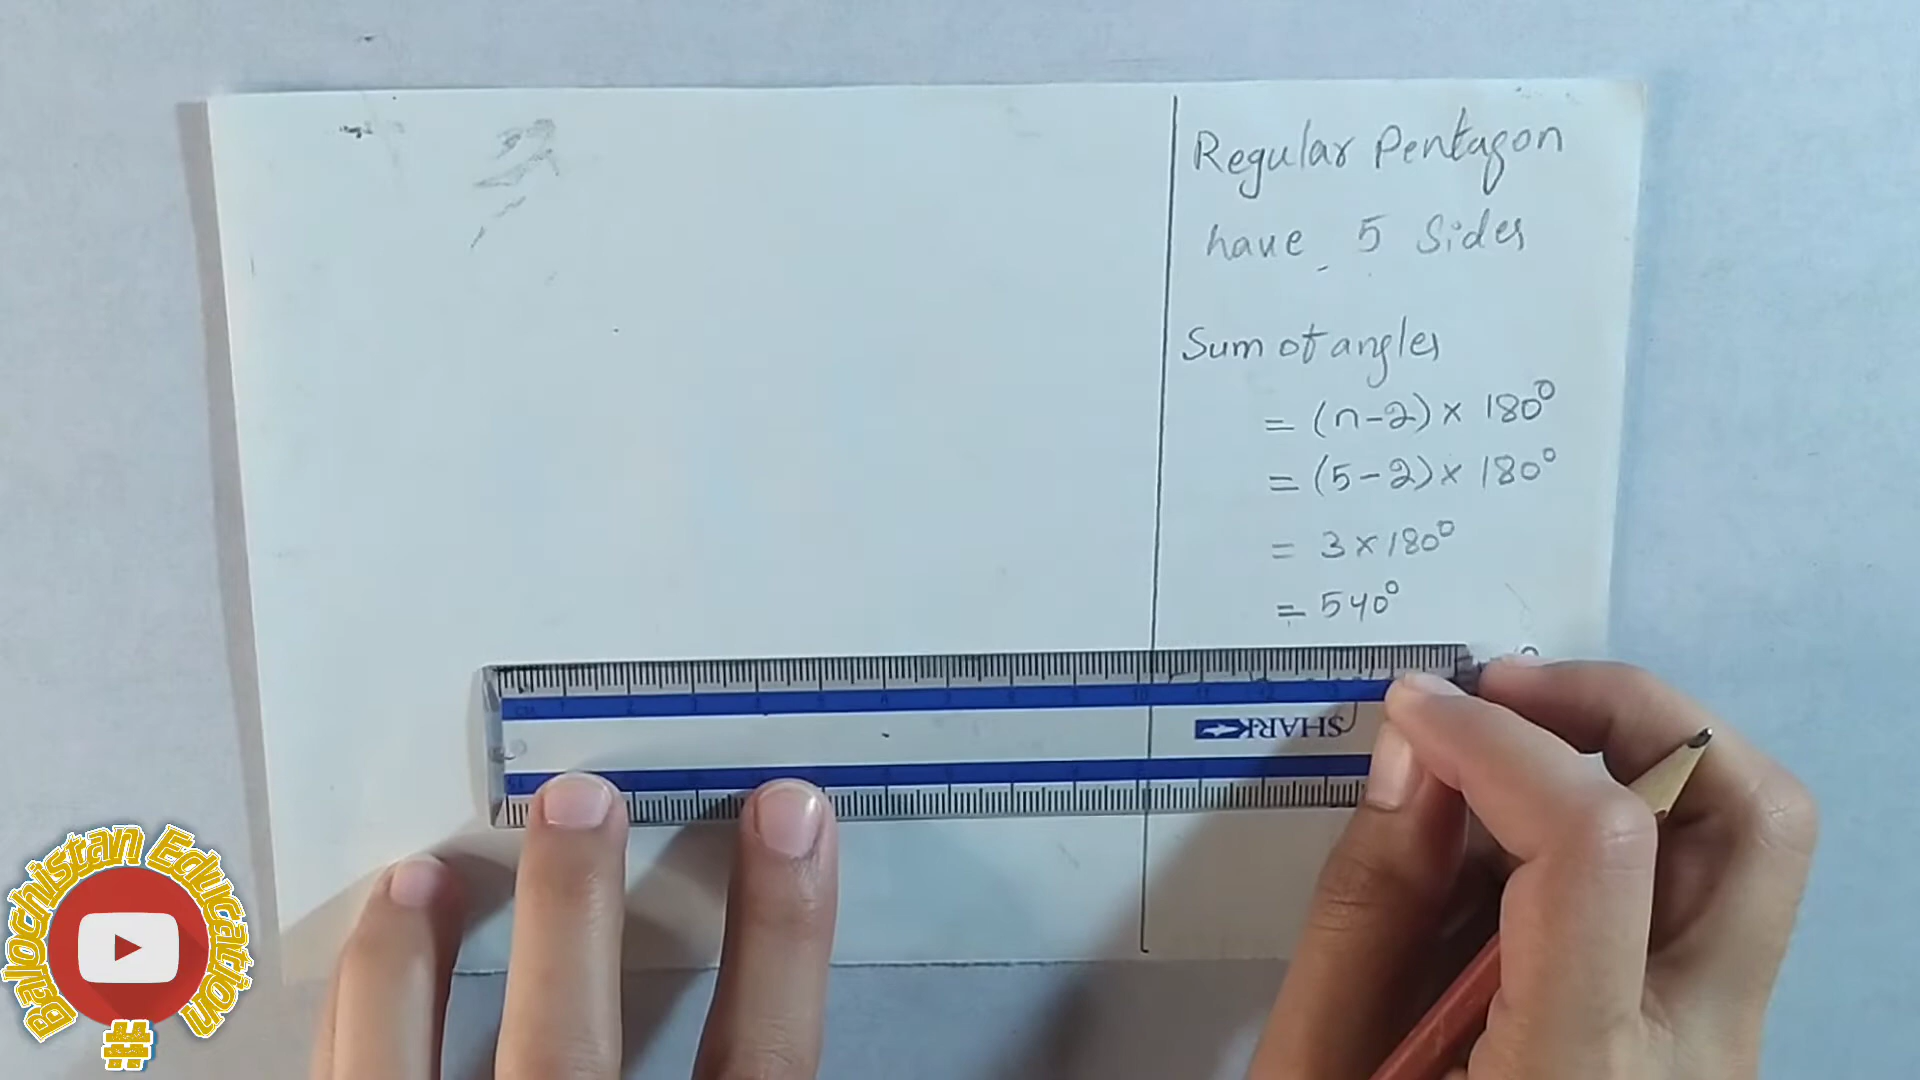 Regular Pentagon
have 5 Sides
Sum of angles
= (n-2) × 180°
= (5-2) × 180°
= 3 × 180°
= 540°
SHARK
Balochistan Education
#